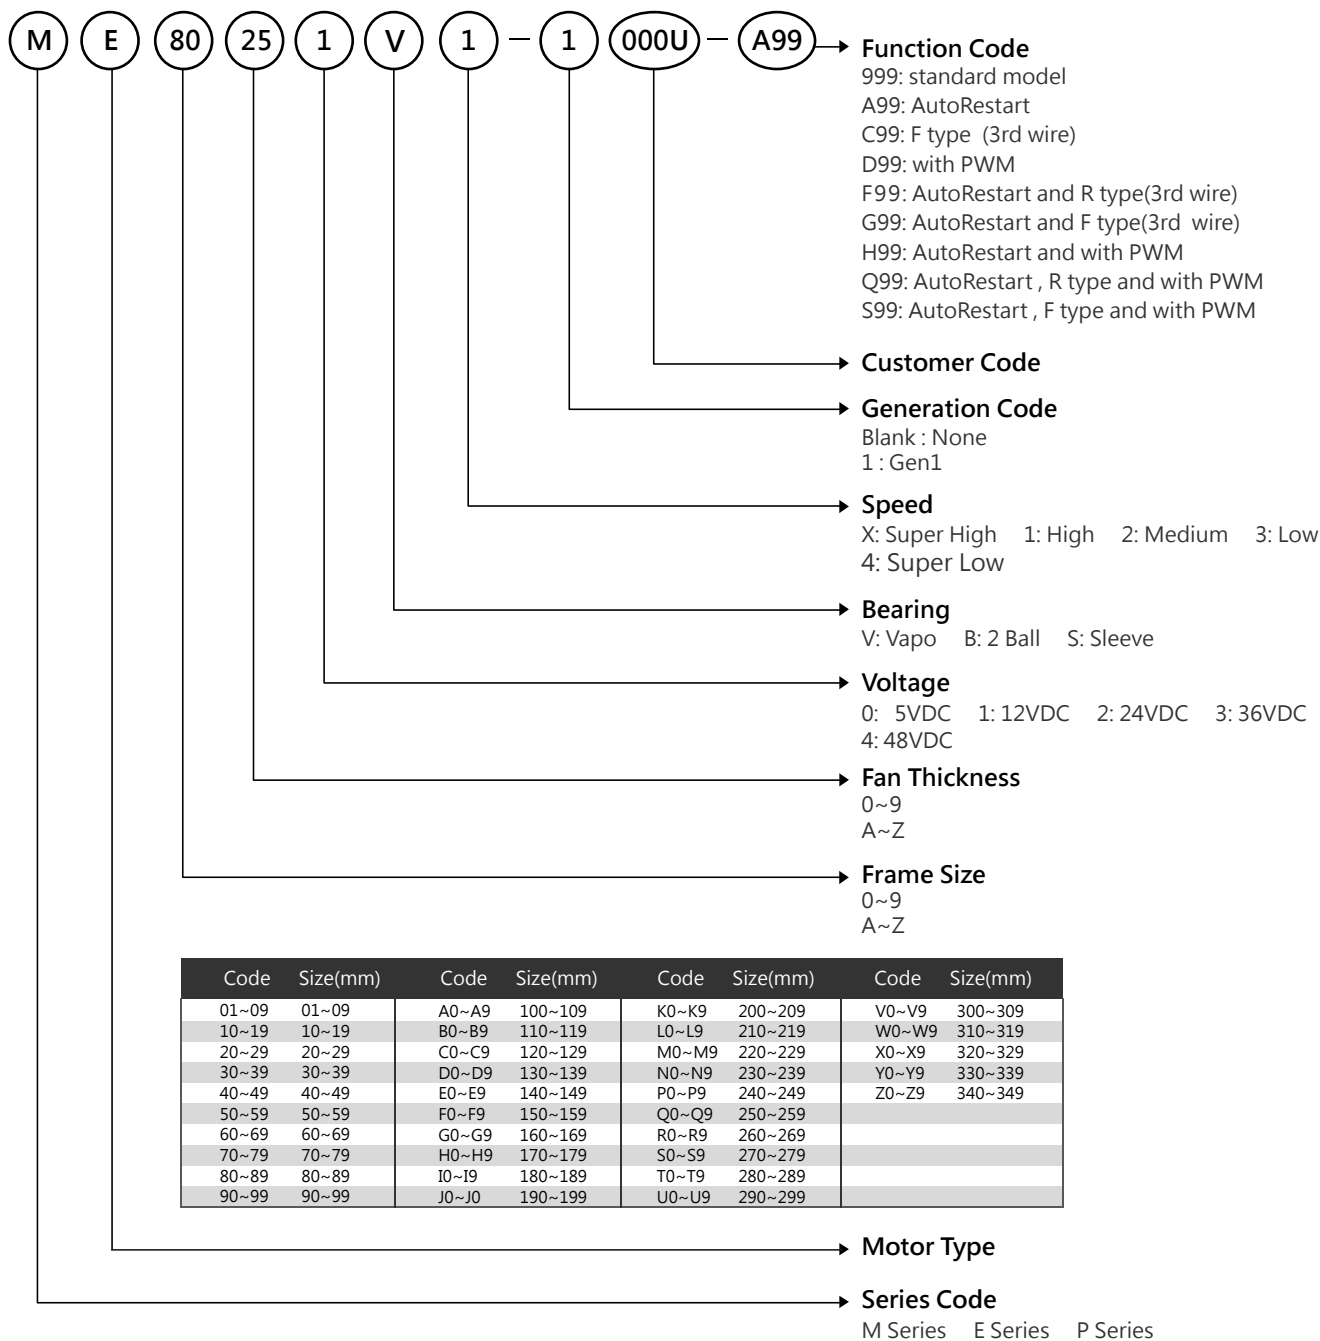 M E 80 25 1 V 1 — 1 000U — A99
Function Code
999: standard model
A99: AutoRestart
C99: F type (3rd wire)
D99: with PWM
F99: AutoRestart and R type(3rd wire)
G99: AutoRestart and F type(3rd wire)
H99: AutoRestart and with PWM
Q99: AutoRestart , R type and with PWM
S99: AutoRestart , F type and with PWM
Customer Code
Generation Code
Blank : None
1 : Gen1
Speed
X: Super High 1: High 2: Medium 3: Low
4: Super Low
Bearing
V: Vapo B: 2 Ball S: Sleeve
Voltage
0: 5VDC 1: 12VDC 2: 24VDC 3: 36VDC
4: 48VDC
Fan Thickness
0~9
A~Z
Frame Size
0~9
A~Z
Code Size(mm) Code Size(mm) Code Size(mm) Code Size(mm)
01~09 01~09 A0~A9 100~109 K0~K9 200~209 V0~V9 300~309
10~19 10~19 B0~B9 110~119 L0~L9 210~219 W0~W9 310~319
20~29 20~29 C0~C9 120~129 M0~M9 220~229 X0~X9 320~329
30~39 30~39 D0~D9 130~139 N0~N9 230~239 Y0~Y9 330~339
40~49 40~49 E0~E9 140~149 P0~P9 240~249 Z0~Z9 340~349
50~59 50~59 F0~F9 150~159 Q0~Q9 250~259
60~69 60~69 G0~G9 160~169 R0~R9 260~269
70~79 70~79 H0~H9 170~179 S0~S9 270~279
80~89 80~89 I0~I9 180~189 T0~T9 280~289
90~99 90~99 J0~J0 190~199 U0~U9 290~299
Motor Type
Series Code
M Series E Series P Series